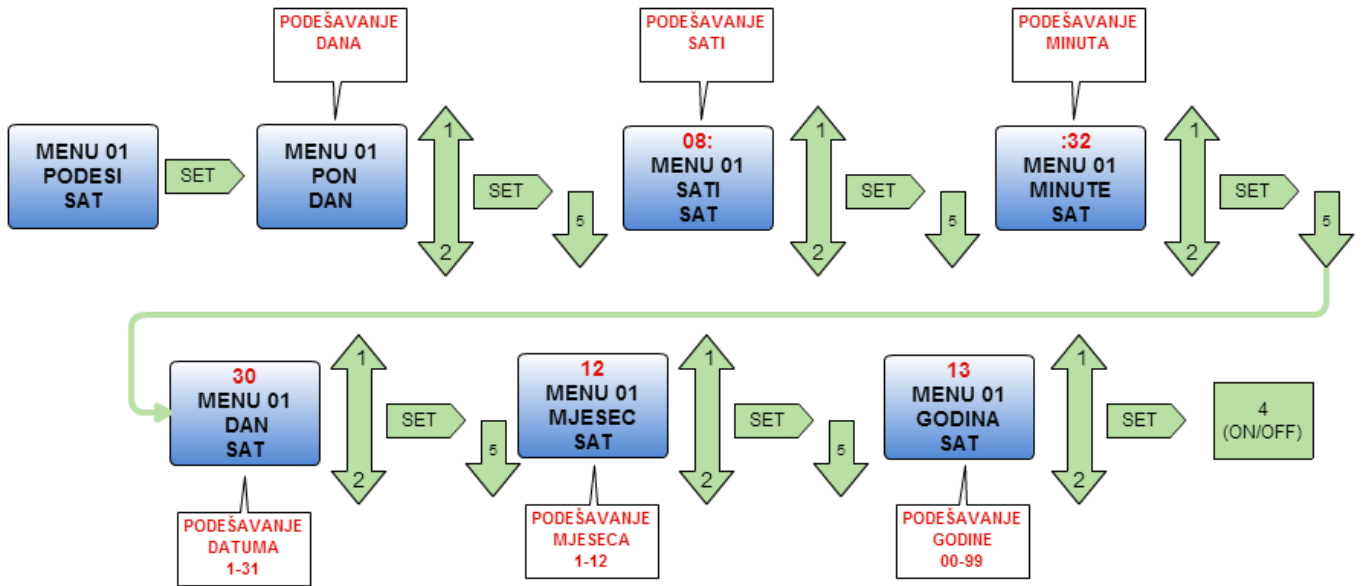 PODEŠAVANJE
DANA
PODEŠAVANJE
SATI
PODEŠAVANJE
MINUTA
MENU 01
PODESI
SAT
SET
MENU 01
PON
DAN
1
2
SET
5
08:
MENU 01
SATI
SAT
1
2
SET
5
:32
MENU 01
MINUTE
SAT
1
2
SET
5
30
MENU 01
DAN
SAT
1
2
SET
5
12
MENU 01
MJESEC
SAT
1
2
SET
5
13
MENU 01
GODINA
SAT
1
2
SET
4
(ON/OFF)
PODEŠAVANJE
DATUMA
1-31
PODEŠAVANJE
MJESECA
1-12
PODEŠAVANJE
GODINE
00-99